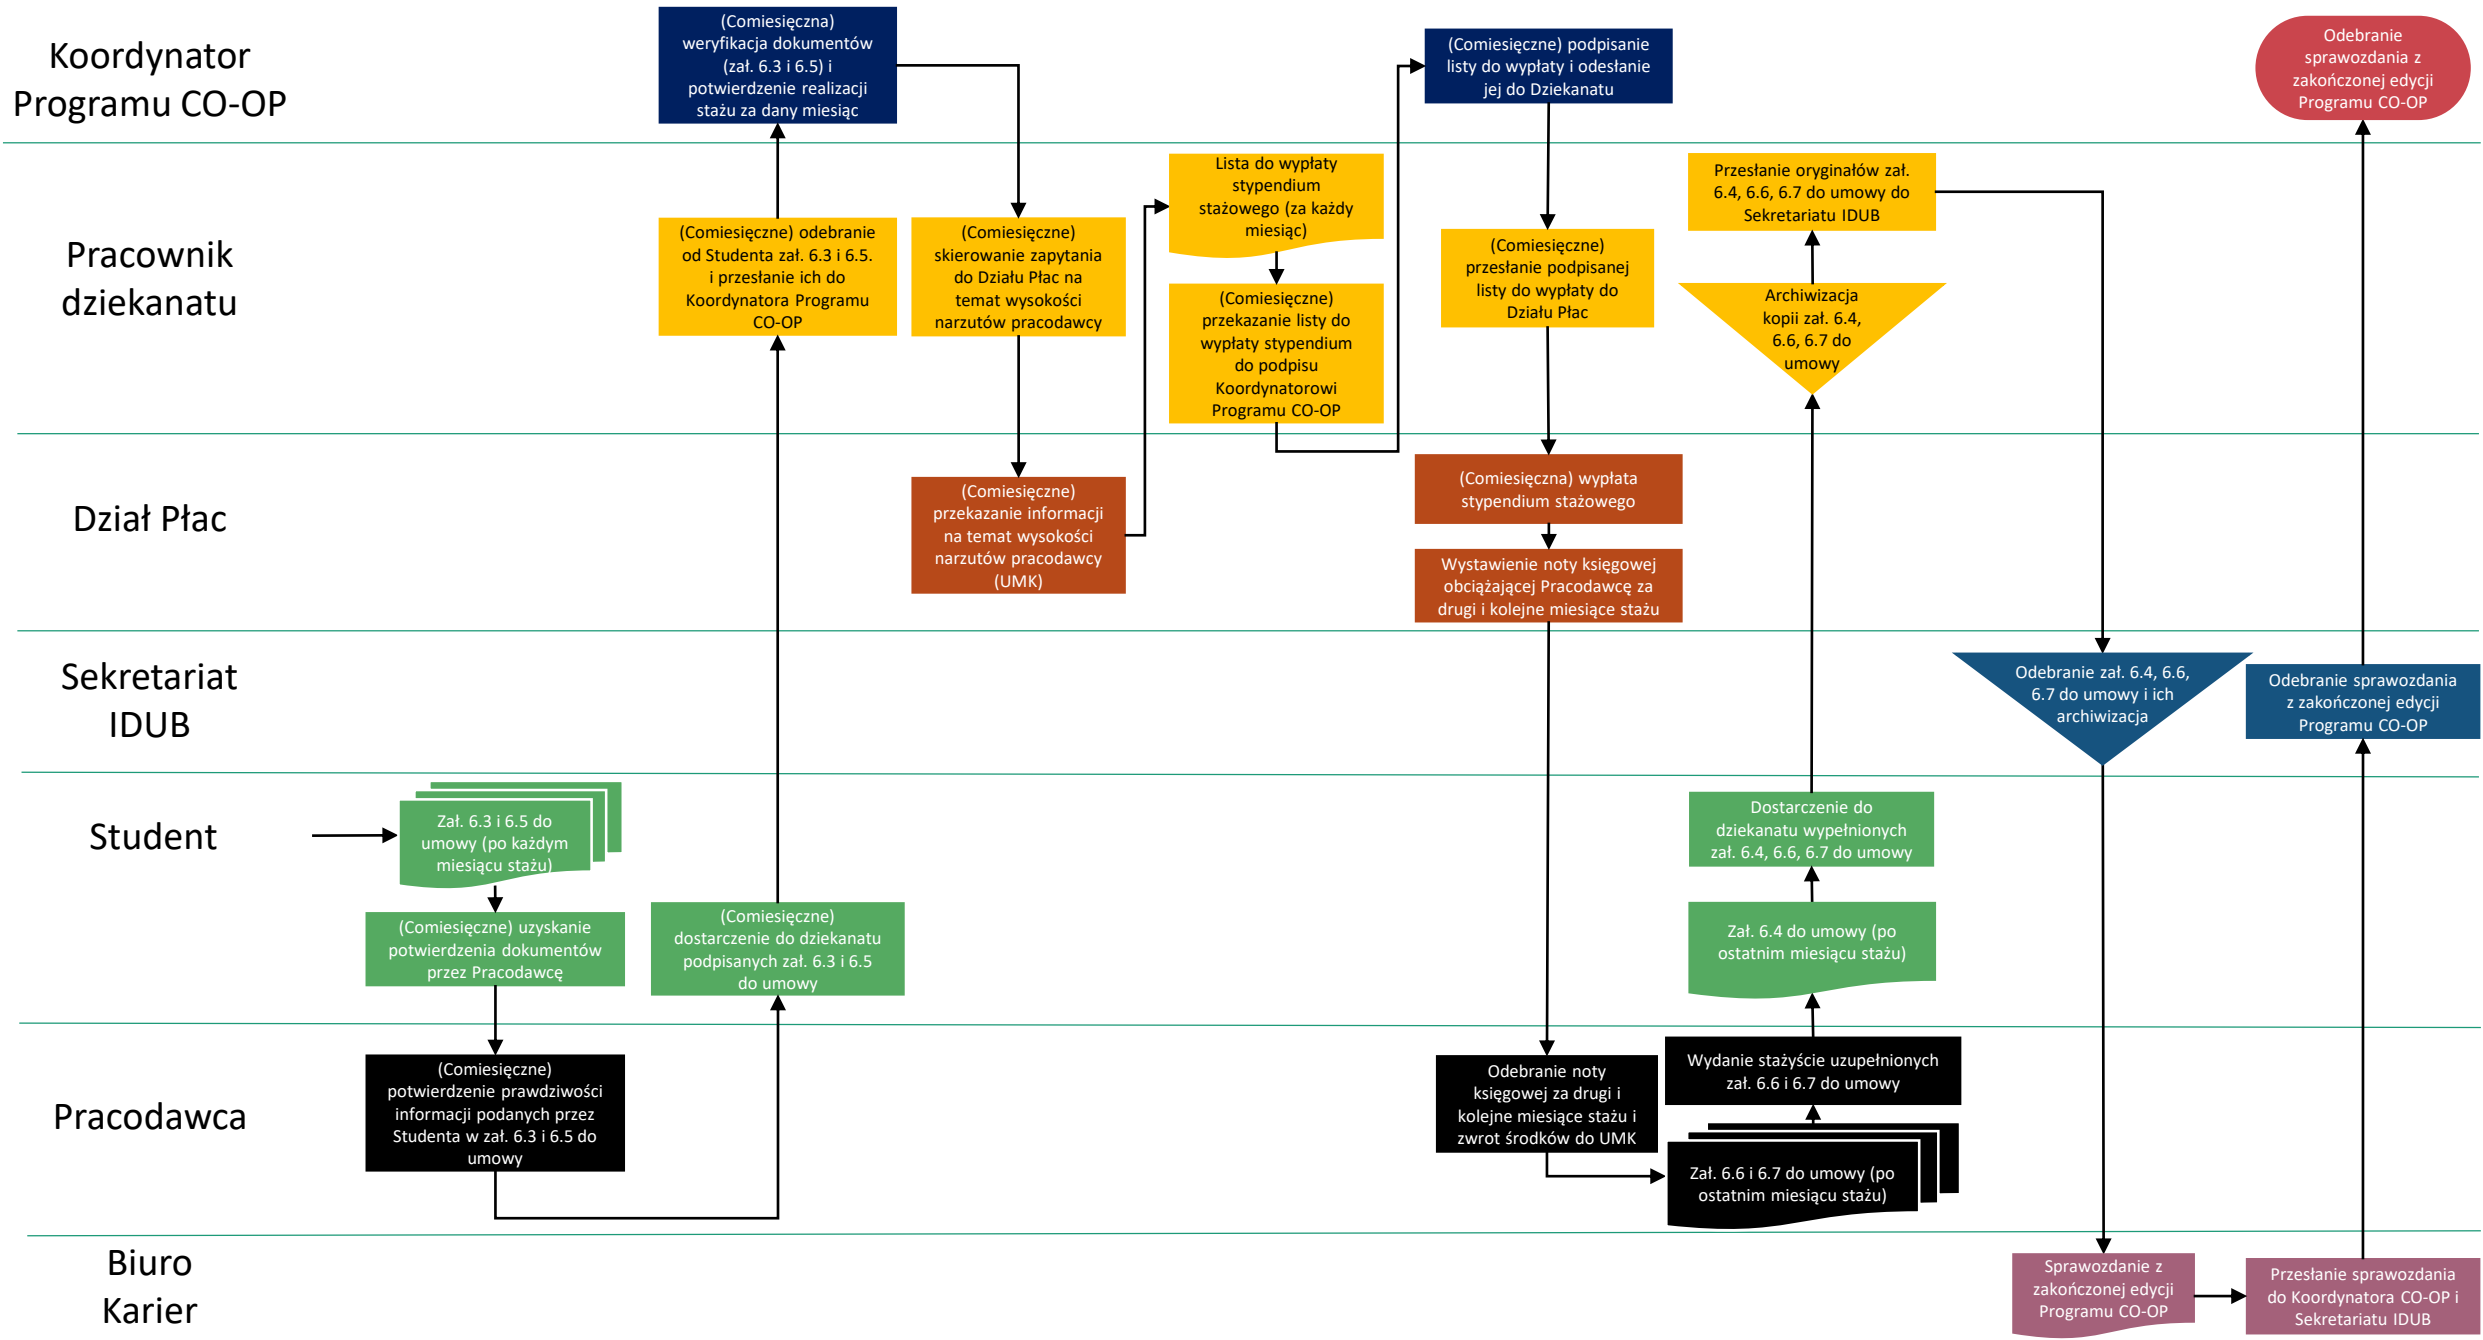 Koordynator
Programu CO-OP
(Comiesięczna)
weryfikacja dokumentów
(zał. 6.3 i 6.5) i
potwierdzenie realizacji
stażu za dany miesiąc
(Comiesięczne) podpisanie
listy do wypłaty i odesłanie
jej do Dziekanatu
Odebranie
sprawozdania z
zakończonej edycji
Programu CO-OP
Pracownik
dziekanatu
(Comiesięczne) odebranie
od Studenta zał. 6.3 i 6.5.
i przesłanie ich do
Koordynatora Programu
CO-OP
(Comiesięczne)
skierowanie zapytania
do Działu Płac na
temat wysokości
narzutów pracodawcy
Lista do wypłaty
stypendium
stażowego (za każdy
miesiąc)
(Comiesięczne)
przekazanie listy do
wypłaty stypendium
do podpisu
Koordynatorowi
Programu CO-OP
(Comiesięczne)
przesłanie podpisanej
listy do wypłaty do
Działu Płac
Przesłanie oryginałów zał.
6.4, 6.6, 6.7 do umowy do
Sekretariatu IDUB
Archiwizacja
kopii zał. 6.4,
6.6, 6.7 do
umowy
Dział Płac
(Comiesięczne)
przekazanie informacji
na temat wysokości
narzutów pracodawcy
(UMK)
(Comiesięczna) wypłata
stypendium stażowego
Wystawienie noty księgowej
obciążającej Pracodawcę za
drugi i kolejne miesiące stażu
Sekretariat
IDUB
Odebranie zał. 6.4, 6.6,
6.7 do umowy i ich
archiwizacja
Odebranie sprawozdania
z zakończonej edycji
Programu CO-OP
Student
Zał. 6.3 i 6.5 do
umowy (po każdym
miesiącu stażu)
(Comiesięczne) uzyskanie
potwierdzenia dokumentów
przez Pracodawcę
(Comiesięczne)
dostarczenie do dziekanatu
podpisanych zał. 6.3 i 6.5
do umowy
Dostarczenie do
dziekanatu wypełnionych
zał. 6.4, 6.6, 6.7 do umowy
Zał. 6.4 do umowy (po
ostatnim miesiącu stażu)
Pracodawca
(Comiesięczne)
potwierdzenie prawdziwości
informacji podanych przez
Studenta w zał. 6.3 i 6.5 do
umowy
Odebranie noty
księgowej za drugi i
kolejne miesiące stażu i
zwrot środków do UMK
Wydanie stażyście uzupełnionych
zał. 6.6 i 6.7 do umowy
Zał. 6.6 i 6.7 do umowy (po
ostatnim miesiącu stażu)
Biuro
Karier
Sprawozdanie z
zakończonej edycji
Programu CO-OP
Przesłanie sprawozdania
do Koordynatora CO-OP i
Sekretariatu IDUB